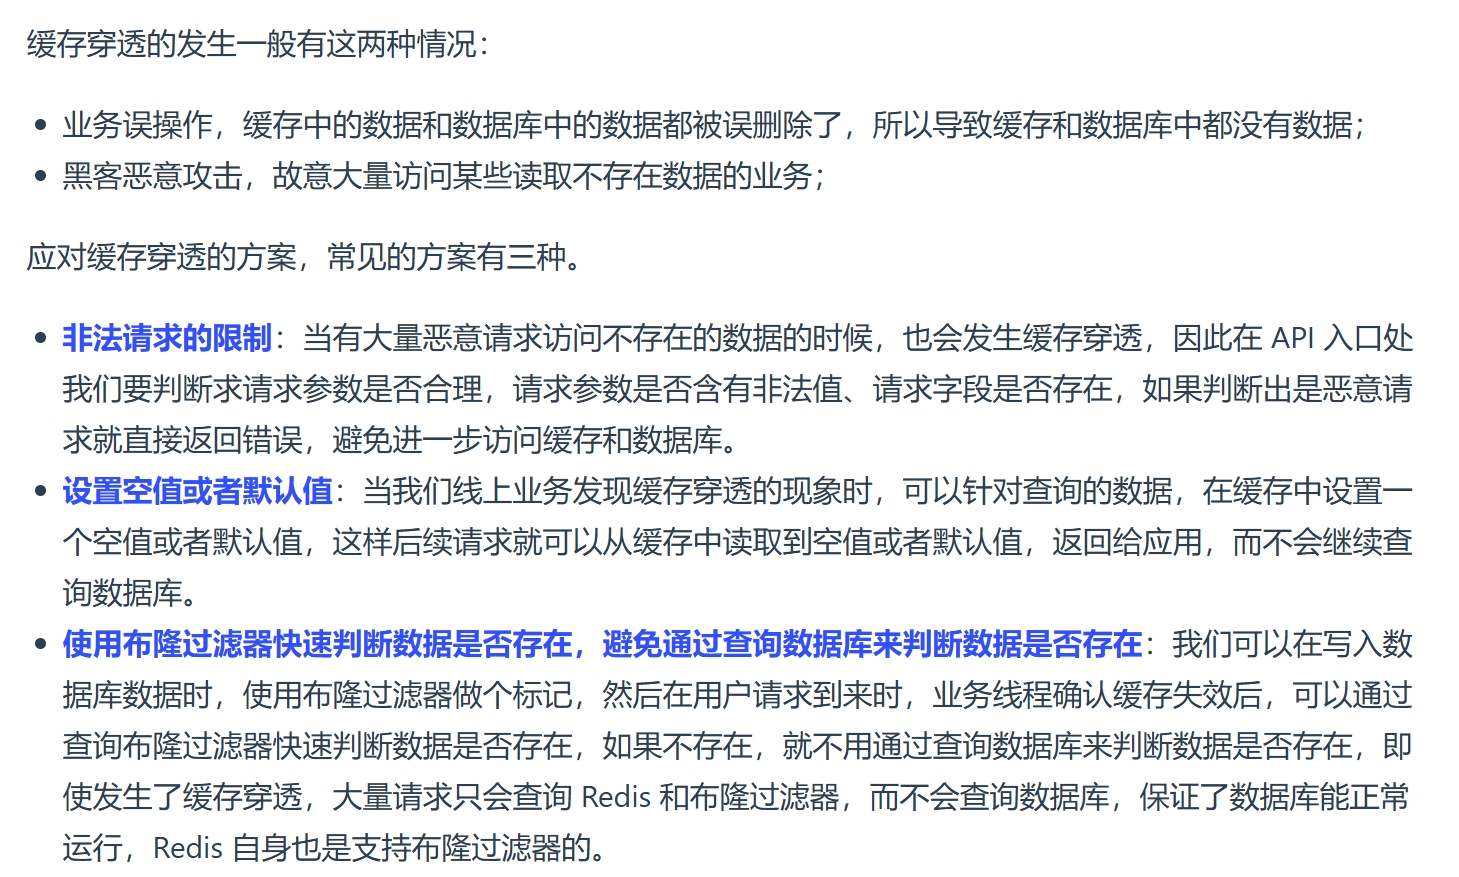 缓存穿透的发生一般有这两种情况：
业务误操作，缓存中的数据和数据库中的数据都被误删除了，所以导致缓存和数据库中都没有数据；
黑客恶意攻击，故意大量访问某些读取不存在数据的业务；
应对缓存穿透的方案，常见的方案有三种。
非法请求的限制：当有大量恶意请求访问不存在的数据的时候，也会发生缓存穿透，因此在 API 入口处
我们要判断求请求参数是否合理，请求参数是否含有非法值、请求字段是否存在，如果判断出是恶意请
求就直接返回错误，避免进一步访问缓存和数据库。
设置空值或者默认值：当我们线上业务发现缓存穿透的现象时，可以针对查询的数据，在缓存中设置一
个空值或者默认值，这样后续请求就可以从缓存中读取到空值或者默认值，返回给应用，而不会继续查
询数据库。
使用布隆过滤器快速判断数据是否存在，避免通过查询数据库来判断数据是否存在：我们可以在写入数
据库数据时，使用布隆过滤器做个标记，然后在用户请求到来时，业务线程确认缓存失效后，可以通过
查询布隆过滤器快速判断数据是否存在，如果不存在，就不用通过查询数据库来判断数据是否存在，即
使发生了缓存穿透，大量请求只会查询 Redis 和布隆过滤器，而不会查询数据库，保证了数据库能正常
运行，Redis 自身也是支持布隆过滤器的。